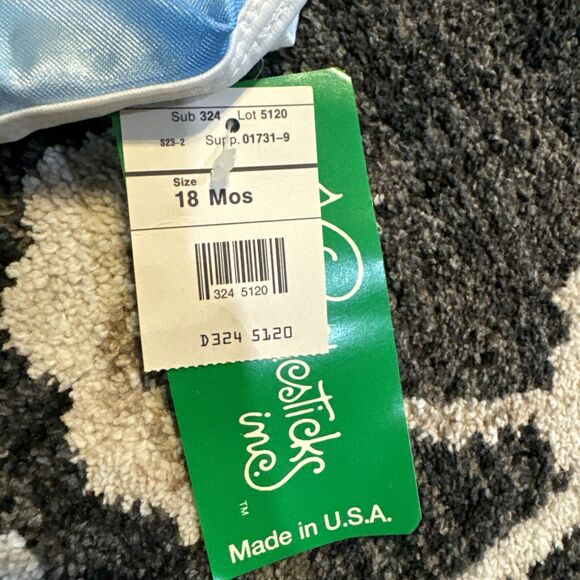 Sub 324 Lot 5120
S23-2 Supp. 01731-9
Size
18 Mos
324 5120
D324 5120
inc.
TM
Made in U.S.A.